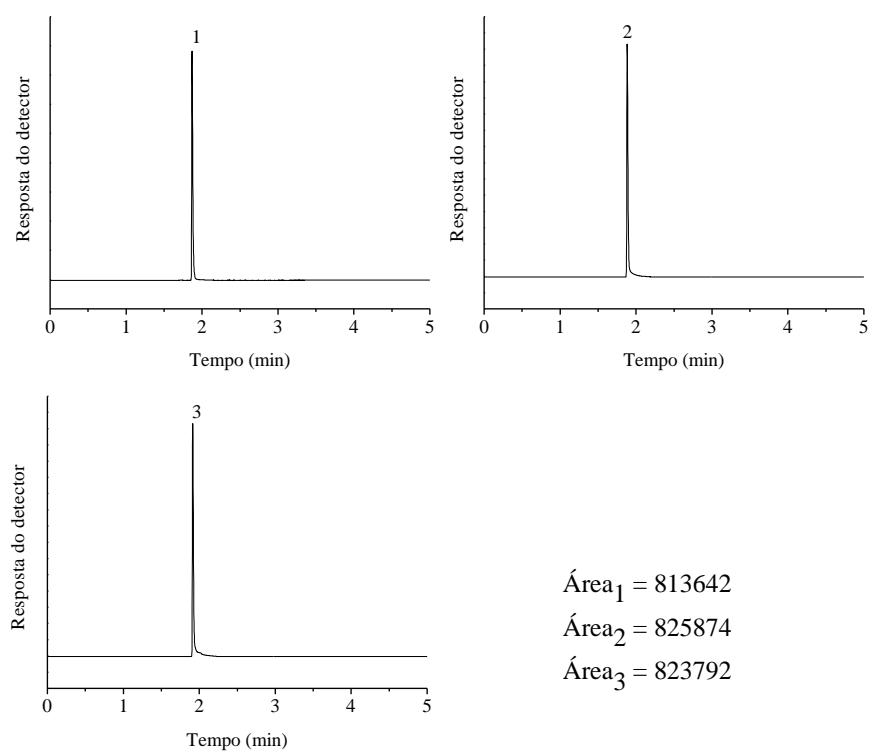 1
Resposta do detector
0 1 2 3 4 5
Tempo (min)
2
Resposta do detector
0 1 2 3 4 5
Tempo (min)
3
Resposta do detector
0 1 2 3 4 5
Tempo (min)
Área1 = 813642
Área2 = 825874
Área3 = 823792